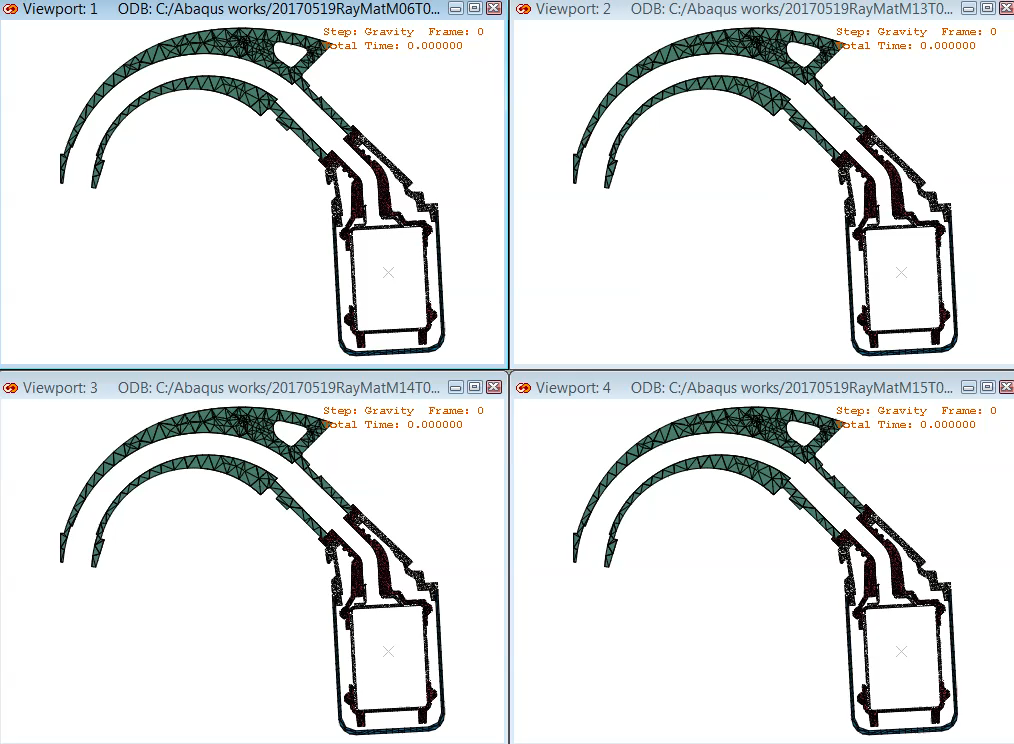 Viewport: 1 ODB: C:/Abaqus works/20170519RayMatM06T0...
Step: Gravity Frame: 0
Total Time: 0.000000
Viewport: 2 ODB: C:/Abaqus works/20170519RayMatM13T0...
Step: Gravity Frame: 0
Total Time: 0.000000
Viewport: 3 ODB: C:/Abaqus works/20170519RayMatM14T0...
Step: Gravity Frame: 0
Total Time: 0.000000
Viewport: 4 ODB: C:/Abaqus works/20170519RayMatM15T0...
Step: Gravity Frame: 0
Total Time: 0.000000